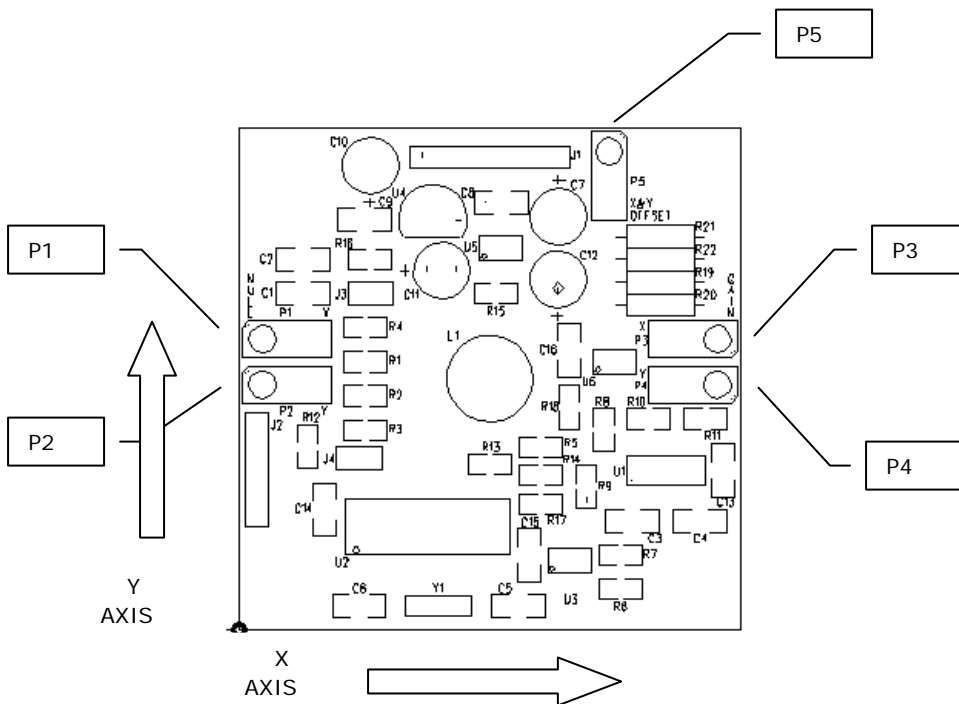 P5
C10
J1
U4
C8
C7
P5
C9
X&Y
OFFSET
R21
P1
R16
U5
R22
P3
C2
C12
NULL
C11
R19
GAIN
C1
J3
R15
R20
P1
R4
L1
X
P3
C16
R1
U6
Y
P4
R2
R18
R8
R10
P2
Y
R12
J2
R3
R11
P2
R13
R5
J4
R14
U1
P4
R9
C14
C13
R17
C15
C3
C4
U2
R7
Y
AXIS
C6
Y1
C5
U3
R6
X
AXIS